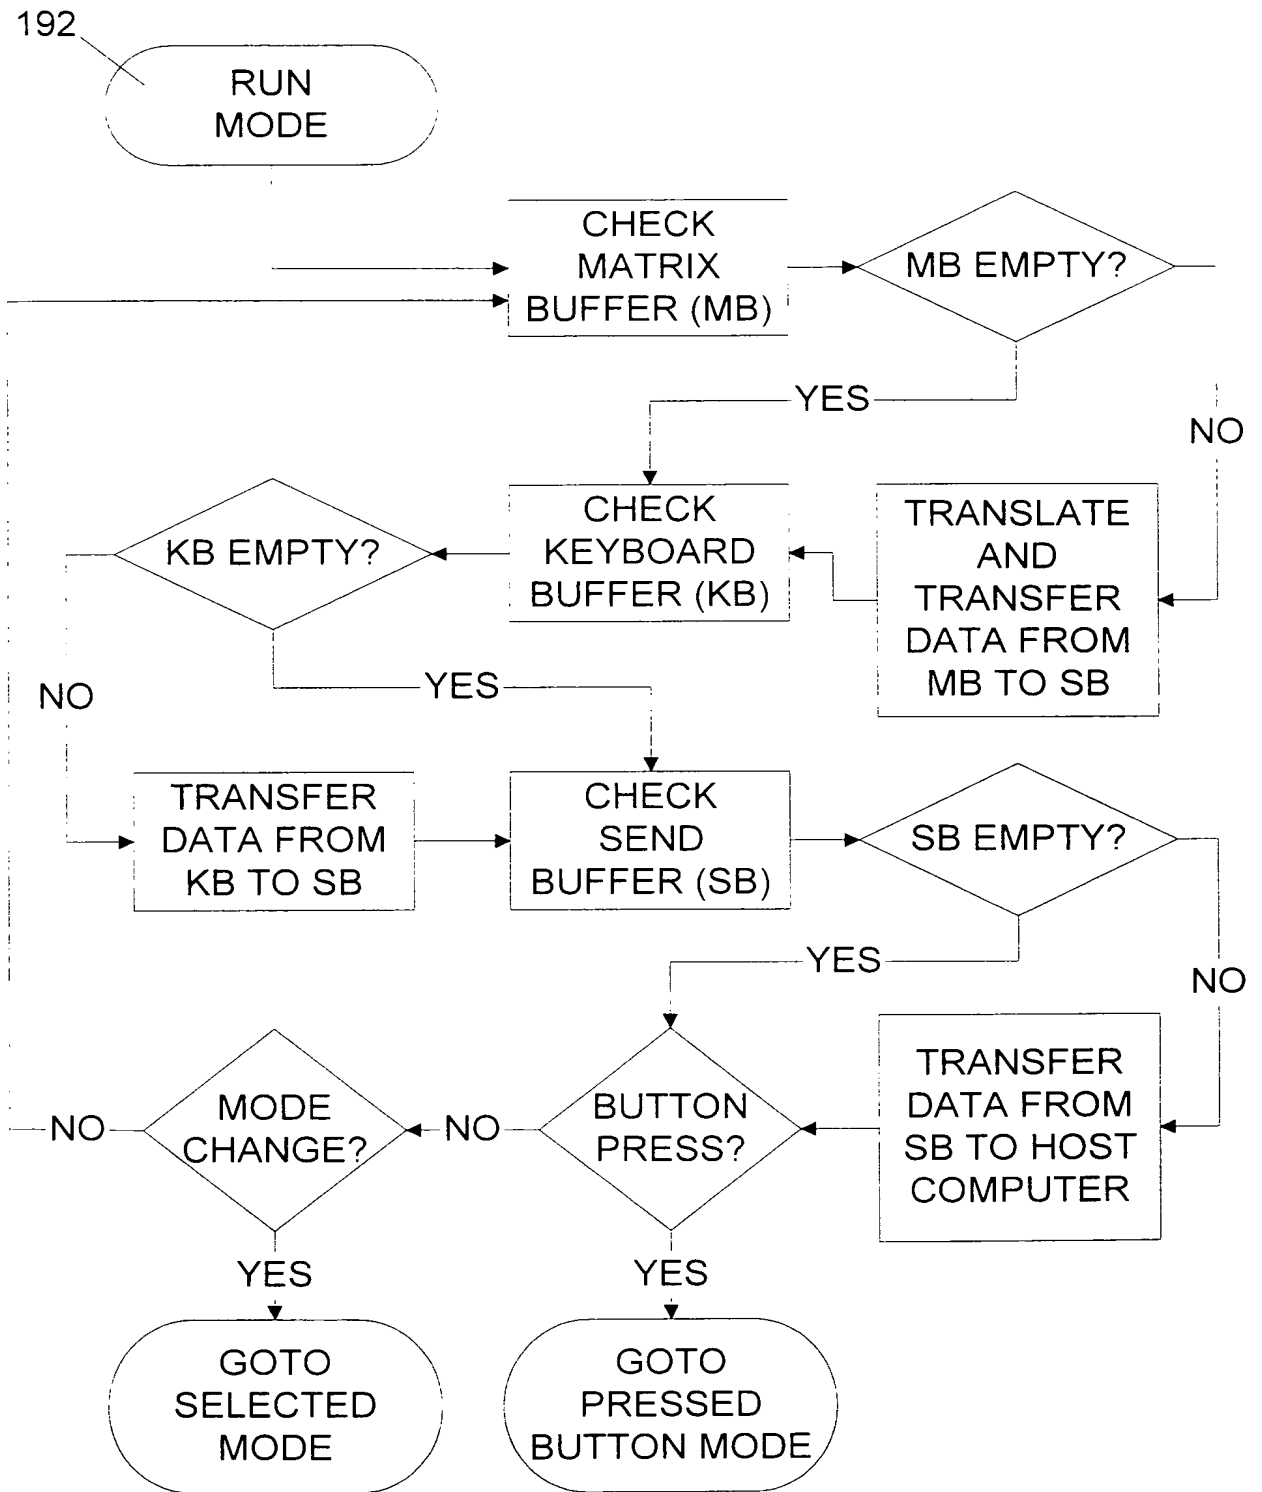 192
RUN
MODE
CHECK
MATRIX
BUFFER (MB)
MB EMPTY?
YES
NO
KB EMPTY?
CHECK
KEYBOARD
BUFFER (KB)
TRANSLATE
AND
TRANSFER
DATA FROM
MB TO SB
NO
YES
TRANSFER
DATA FROM
KB TO SB
CHECK
SEND
BUFFER (SB)
SB EMPTY?
YES
NO
NO
MODE
CHANGE?
NO
BUTTON
PRESS?
TRANSFER
DATA FROM
SB TO HOST
COMPUTER
YES
YES
GOTO
SELECTED
MODE
GOTO
PRESSED
BUTTON MODE